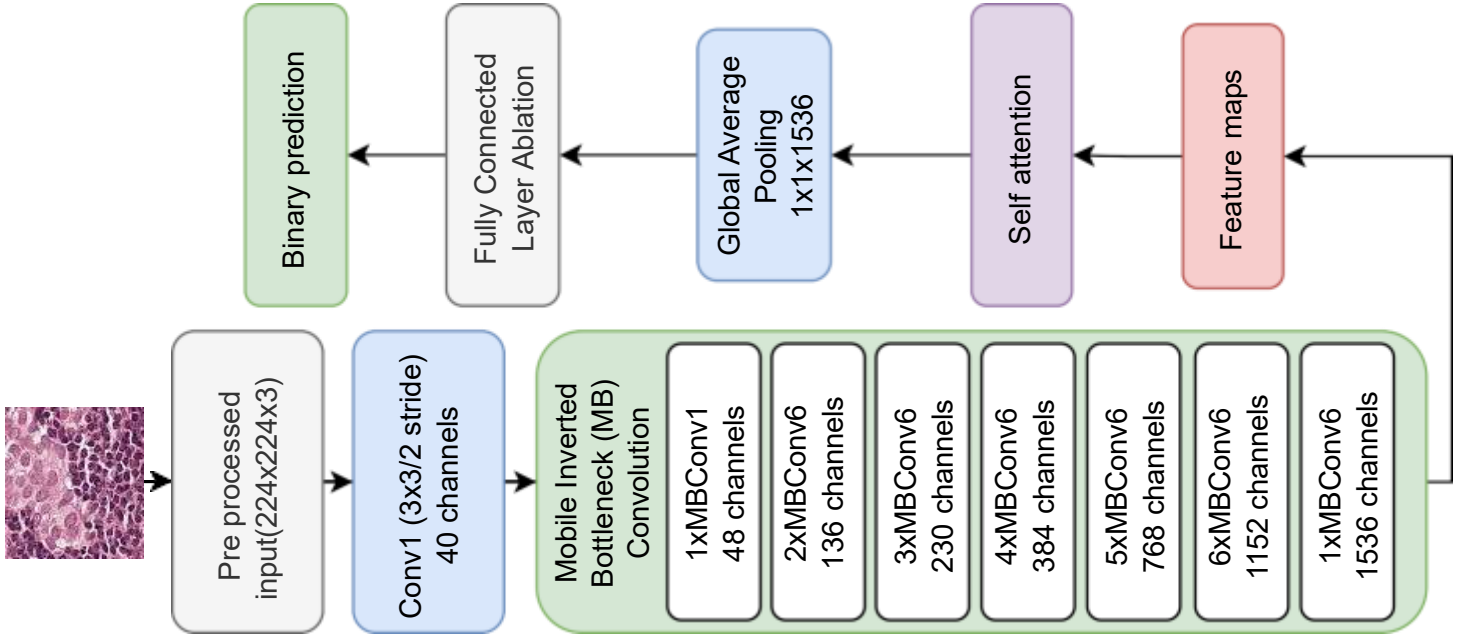 Pre processed
input(224x224x3)
Conv1 (3x3/2 stride)
40 channels
Mobile Inverted
Bottleneck (MB)
Convolution
1xMBConv1
48 channels
2xMBConv6
136 channels
3xMBConv6
230 channels
4xMBConv6
384 channels
5xMBConv6
768 channels
6xMBConv6
1152 channels
1xMBConv6
1536 channels
Feature maps
Self attention
Global Average
Pooling
1x1x1536
Fully Connected
Layer Ablation
Binary prediction